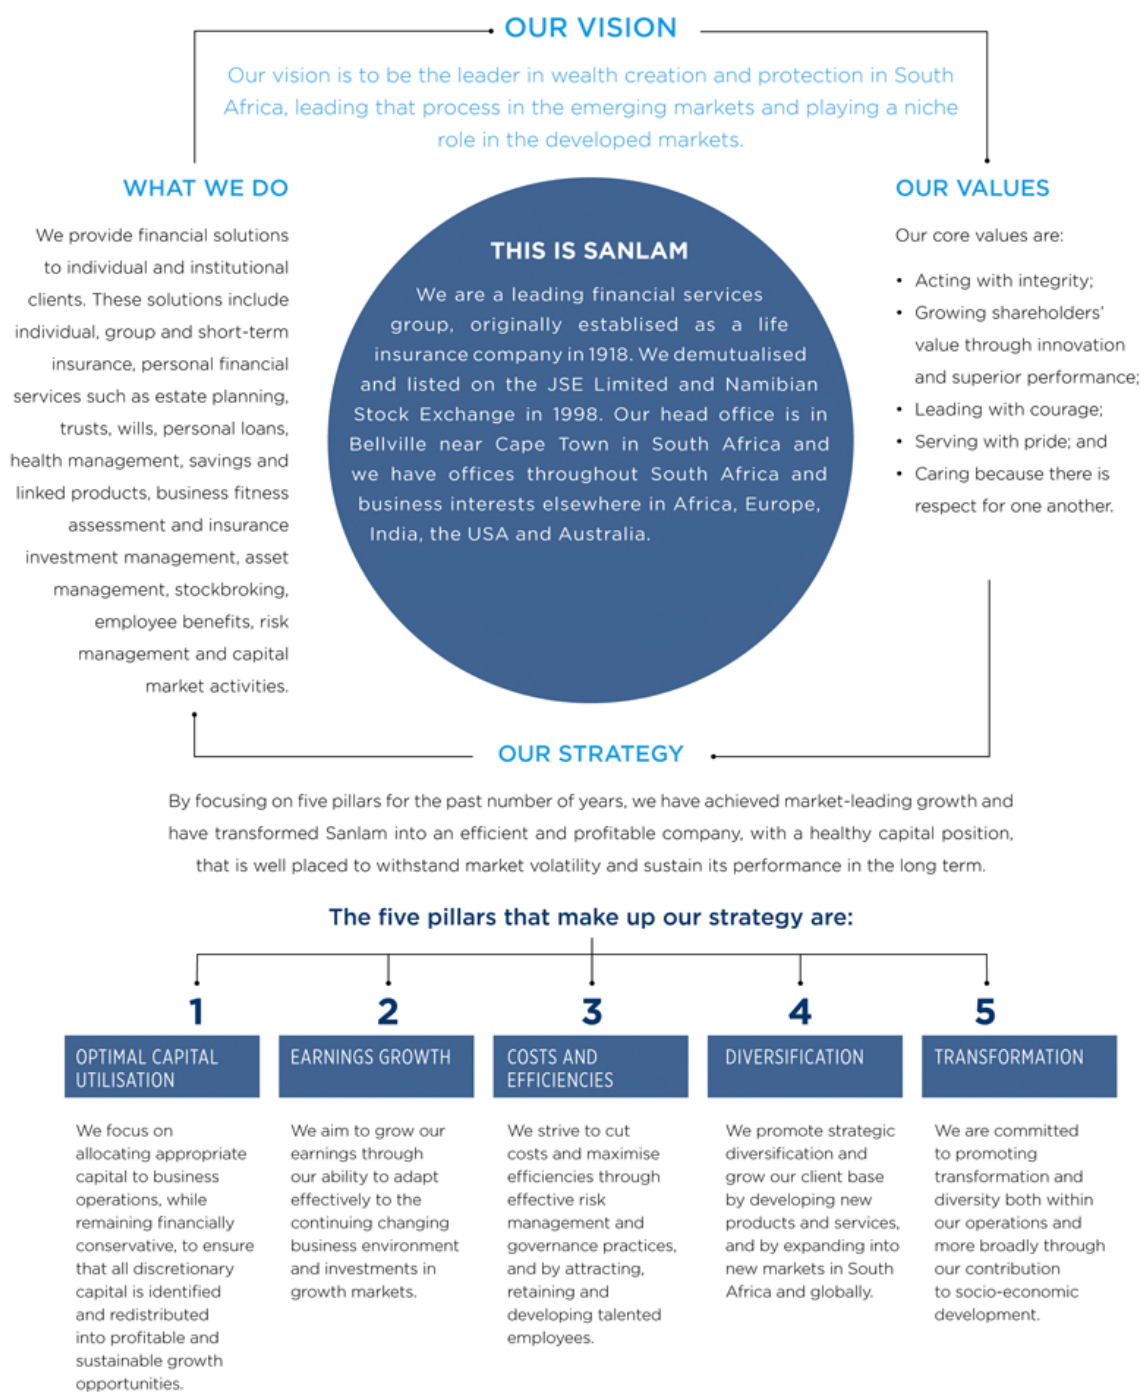 OUR VISION
Our vision is to be the leader in wealth creation and protection in South
Africa, leading that process in the emerging markets and playing a niche
role in the developed markets.
WHAT WE DO
We provide financial solutions
to individual and institutional
clients. These solutions include
individual, group and short-term
insurance, personal financial
services such as estate planning,
trusts, wills, personal loans,
health management, savings and
linked products, business fitness
assessment and insurance
investment management, asset
management, stockbroking,
employee benefits, risk
management and capital
market activities.
THIS IS SANLAM
We are a leading financial services
group, originally establised as a life
insurance company in 1918. We demutualised
and listed on the JSE Limited and Namibian
Stock Exchange in 1998. Our head office is in
Bellville near Cape Town in South Africa and
we have offices throughout South Africa and
business interests elsewhere in Africa, Europe,
India, the USA and Australia.
OUR VALUES
Our core values are:
• Acting with integrity;
• Growing shareholders'
value through innovation
and superior performance;
• Leading with courage;
• Serving with pride; and
• Caring because there is
respect for one another.
OUR STRATEGY
By focusing on five pillars for the past number of years, we have achieved market-leading growth and
have transformed Sanlam into an efficient and profitable company, with a healthy capital position,
that is well placed to withstand market volatility and sustain its performance in the long term.
The five pillars that make up our strategy are:
1
OPTIMAL CAPITAL
UTILISATION
We focus on
allocating appropriate
capital to business
operations, while
remaining financially
conservative, to ensure
that all discretionary
capital is identified
and redistributed
into profitable and
sustainable growth
opportunities.
2
EARNINGS GROWTH
We aim to grow our
earnings through
our ability to adapt
effectively to the
continuing changing
business environment
and investments in
growth markets.
3
COSTS AND
EFFICIENCIES
We strive to cut
costs and maximise
efficiencies through
effective risk
management and
governance practices,
and by attracting,
retaining and
developing talented
employees.
4
DIVERSIFICATION
We promote strategic
diversification and
grow our client base
by developing new
products and services,
and by expanding into
new markets in South
Africa and globally.
5
TRANSFORMATION
We are committed
to promoting
transformation and
diversity both within
our operations and
more broadly through
our contribution
to socio-economic
development.